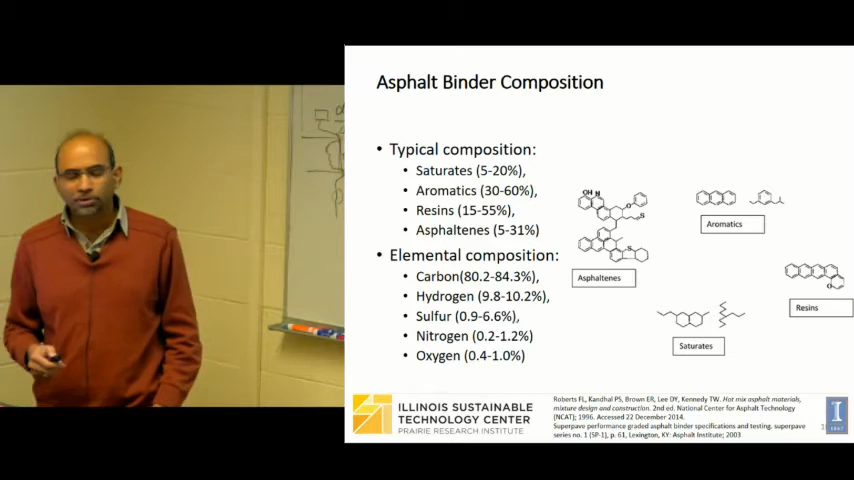 Asphalt Binder Composition
• Typical composition:
• Saturates (5-20%),
• Aromatics (30-60%),
• Resins (15-55%),
• Asphaltenes (5-31%)
• Elemental composition:
• Carbon(80.2-84.3%),
• Hydrogen (9.8-10.2%),
• Sulfur (0.9-6.6%),
• Nitrogen (0.2-1.2%)
• Oxygen (0.4-1.0%)
OH N
O
S
S
Asphaltenes
Aromatics
O
Resins
Saturates
ILLINOIS SUSTAINABLE
TECHNOLOGY CENTER
PRAIRIE RESEARCH INSTITUTE
Roberts FL, Kandhal PS, Brown ER, Lee DY, Kennedy TW. Hot mix asphalt materials,
mixture design and construction. 2nd ed. National Center for Asphalt Technology
(NCAT); 1996. Accessed 22 December 2014.
Superpave performance graded asphalt binder specifications and testing. superpave
series no. 1 (SP-1), p. 61, Lexington, KY: Asphalt Institute; 2003
I
1867